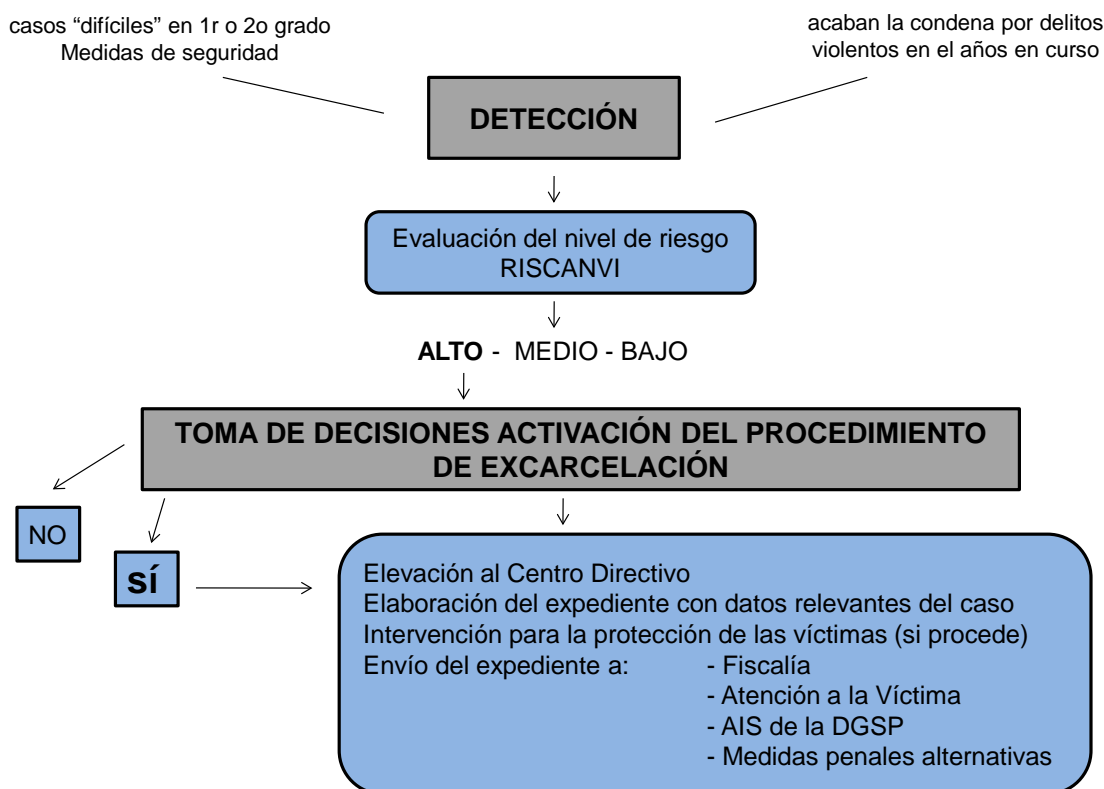 casos “difíciles” en 1r o 2o grado
Medidas de seguridad
acaban la condena por delitos
violentos en el años en curso
DETECCIÓN
Evaluación del nivel de riesgo
RISCANVI
ALTO - MEDIO - BAJO
TOMA DE DECISIONES ACTIVACIÓN DEL PROCEDIMIENTO
DE EXCARCELACIÓN
NO
sí
Elevación al Centro Directivo
Elaboración del expediente con datos relevantes del caso
Intervención para la protección de las víctimas (si procede)
Envío del expediente a: - Fiscalía
- Atención a la Víctima
- AIS de la DGSP
- Medidas penales alternativas